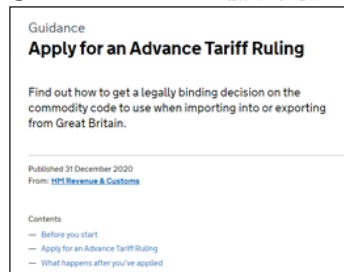 Guidance
Apply for an Advance Tariff Ruling
Find out how to get a legally binding decision on the
commodity code to use when importing into or exporting
from Great Britain.
Published 31 December 2020
From: HM Revenue & Customs
Contents
— Before you start
— Apply for an Advance Tariff Ruling
— What happens after you've applied